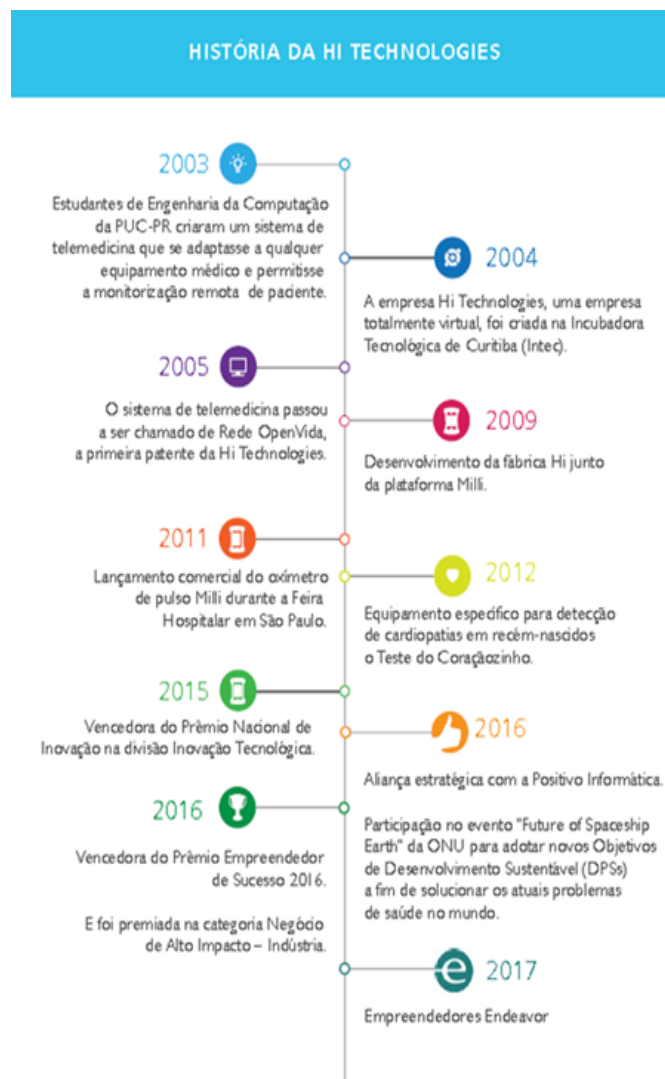 HISTÓRIA DA HI TECHNOLOGIES
2003
Estudantes de Engenharia da Computação
da PUC-PR criaram um sistema de
telemedicina que se adaptasse a qualquer
equipamento médico e permitisse
a monitorização remota de paciente.
2004
A empresa Hi Technologies, uma empresa
totalmente virtual, foi criada na Incubadora
Tecnológica de Curitiba (Intec).
2005
O sistema de telemedicina passou
a ser chamado de Rede OpenVida,
a primeira patente da Hi Technologies.
2009
Desenvolvimento da fábrica Hi junto
da plataforma Milli.
2011
Lançamento comercial do oxímetro
de pulso Milli durante a Feira
Hospitalar em São Paulo.
2012
Equipamento específico para detecção
de cardiopatias em recém-nascidos
o Teste do Coraçãozinho.
2015
Vencedora do Prêmio Nacional de
Inovação na divisão Inovação Tecnológica.
2016
Aliança estratégica com a Positivo Informática.
Participação no evento "Future of Spaceship
Earth" da ONU para adotar novos Objetivos
de Desenvolvimento Sustentável (DPSs)
a fim de solucionar os atuais problemas
de saúde no mundo.
2016
Vencedora do Prêmio Empreendedor
de Sucesso 2016.
E foi premiada na categoria Negócio
de Alto Impacto – Indústria.
e 2017
Empreendedores Endeavor